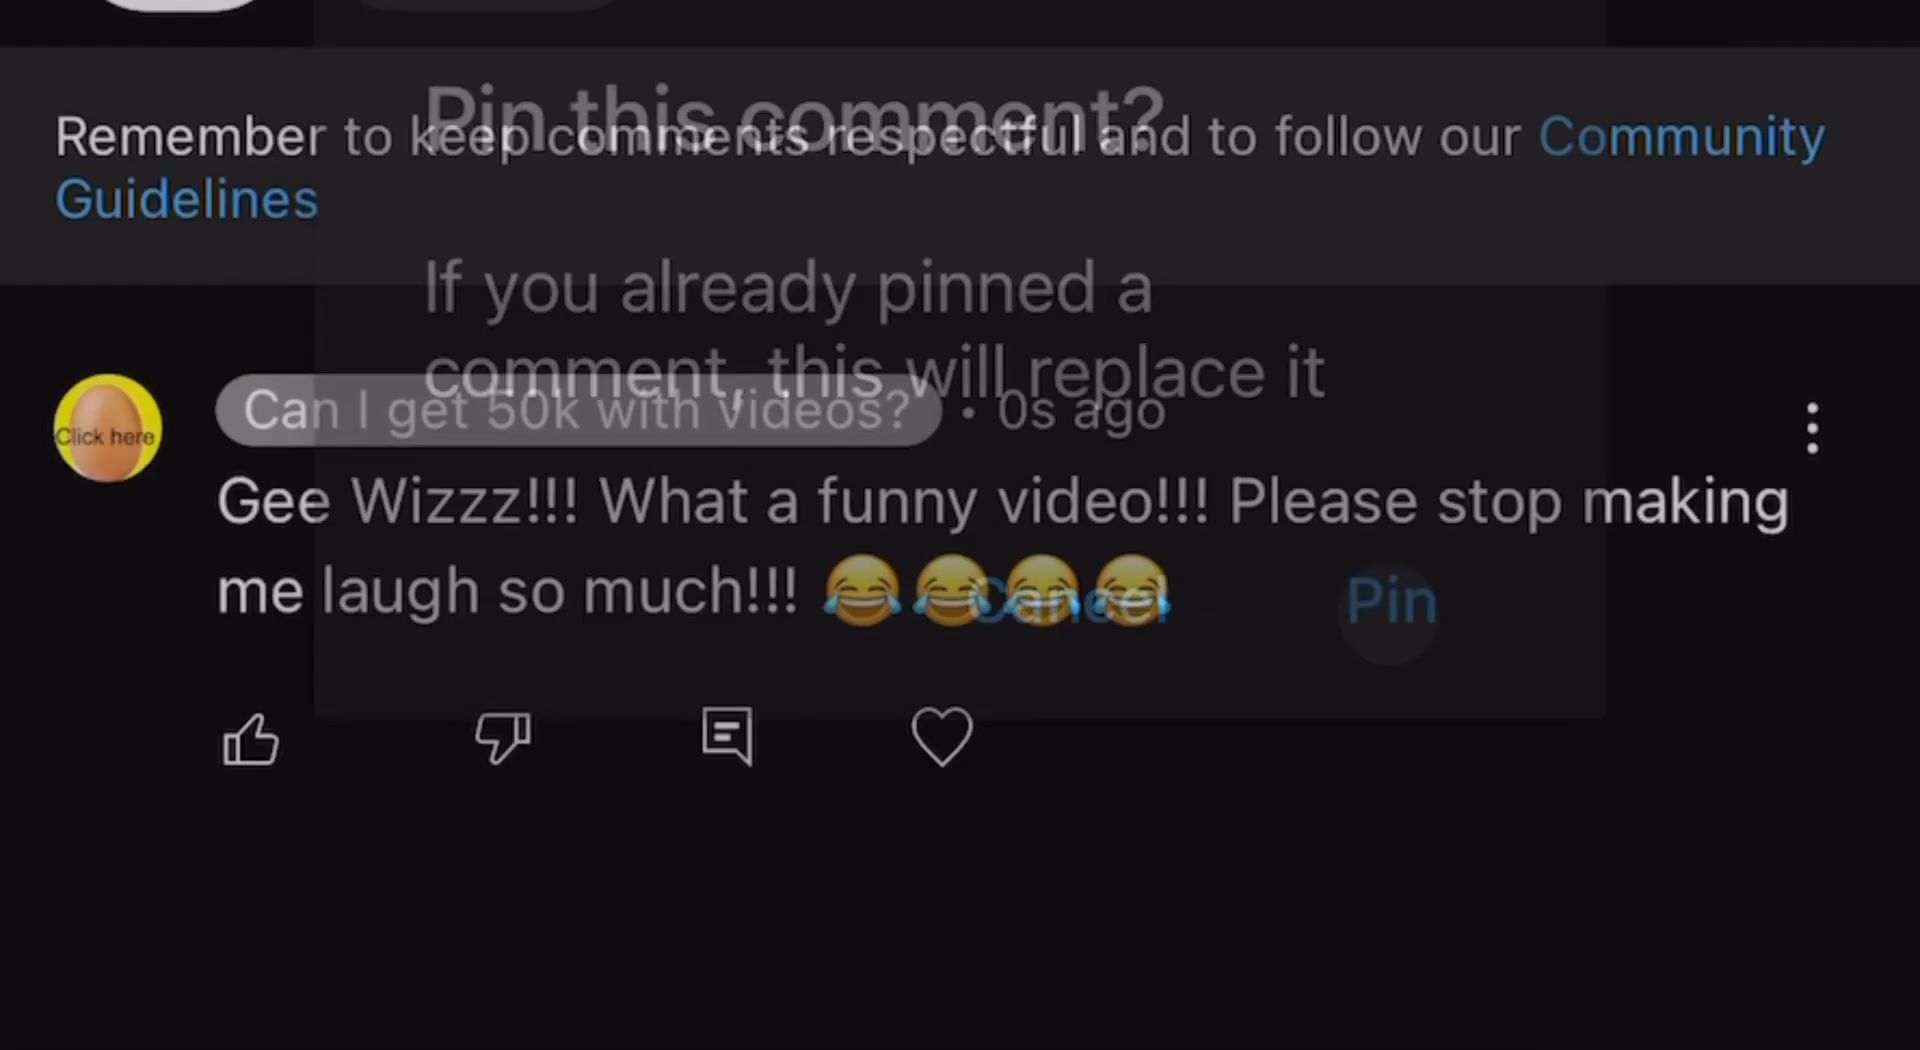 Pin this comment?
Remember to keep comments respectful and to follow our Community
Guidelines
If you already pinned a
comment, this will replace it
Click here
Can I get 50k with videos? • 0s ago
Gee Wizzz!!! What a funny video!!! Please stop making
me laugh so much!!! 😂😂😂😂
Cancel Pin